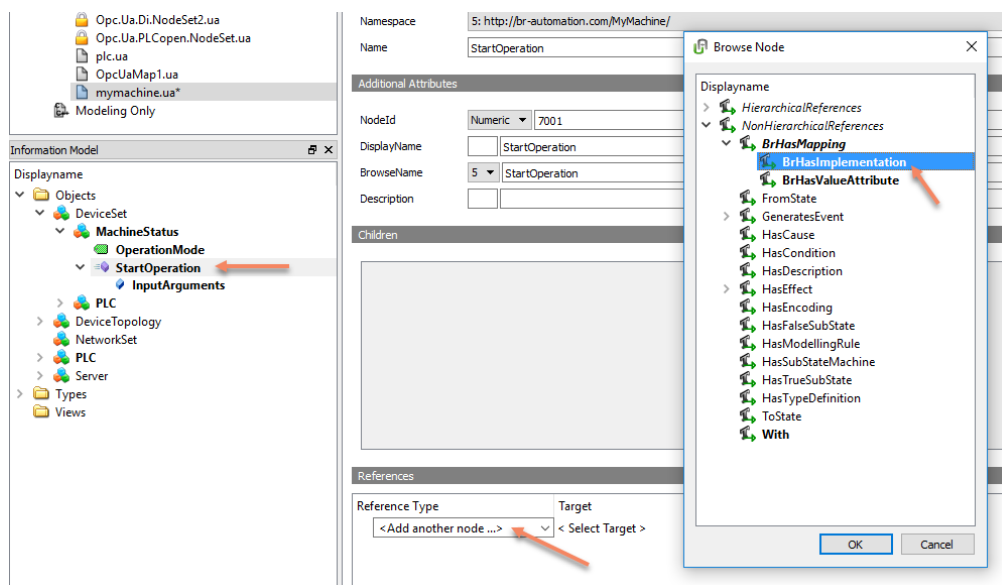 Opc.Ua.Di.NodeSet2.ua
Opc.Ua.PLCopen.NodeSet.ua
plc.ua
OpcUaMap1.ua
mymachine.ua*
Modeling Only
Information Model
Displayname
Objects
DeviceSet
MachineStatus
OperationMode
StartOperation
InputArguments
PLC
DeviceTopology
NetworkSet
PLC
Server
Types
Views
Namespace 5: http://br-automation.com/MyMachine/
Name StartOperation
Additional Attributes
NodeId Numeric 7001
DisplayName StartOperation
BrowseName 5 StartOperation
Description
Children
References
Reference Type Target
<Add another node ...> < Select Target >
Browse Node
Displayname
HierarchicalReferences
NonHierarchicalReferences
BrHasMapping
BrHasImplementation
BrHasValueAttribute
FromState
GeneratesEvent
HasCause
HasCondition
HasDescription
HasEffect
HasEncoding
HasFalseSubState
HasModellingRule
HasSubStateMachine
HasTrueSubState
HasTypeDefinition
ToState
With
OK Cancel